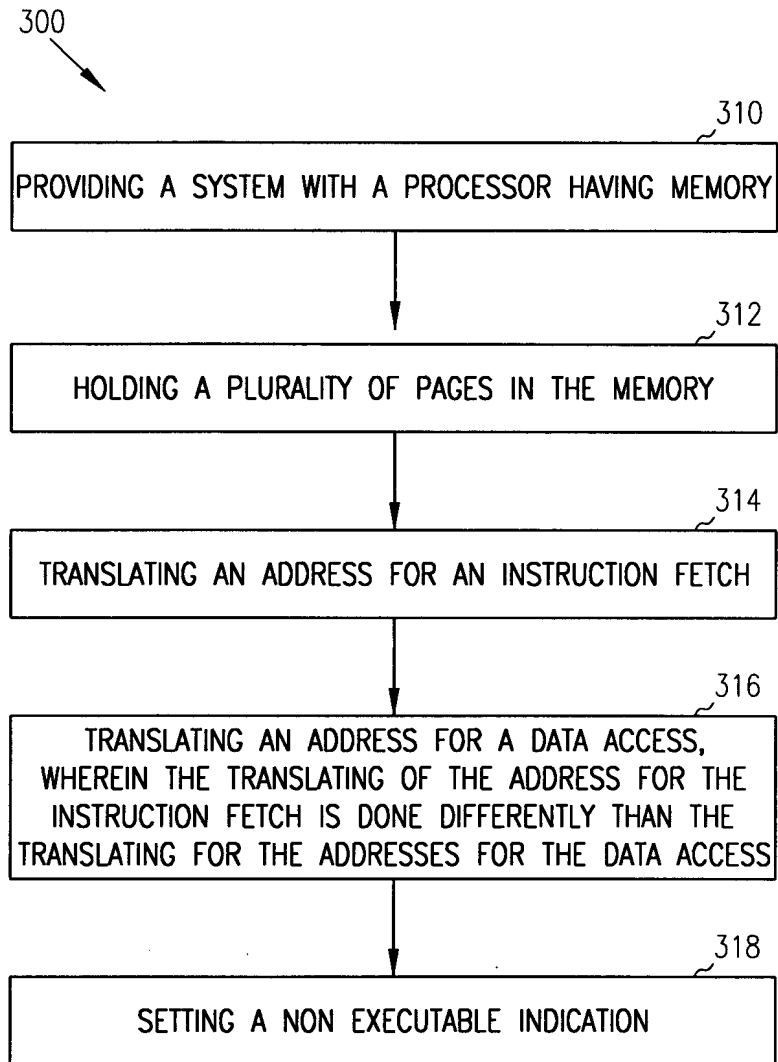 300
310
PROVIDING A SYSTEM WITH A PROCESSOR HAVING MEMORY
312
HOLDING A PLURALITY OF PAGES IN THE MEMORY
314
TRANSLATING AN ADDRESS FOR AN INSTRUCTION FETCH
316
TRANSLATING AN ADDRESS FOR A DATA ACCESS,
WHEREIN THE TRANSLATING OF THE ADDRESS FOR THE
INSTRUCTION FETCH IS DONE DIFFERENTLY THAN THE
TRANSLATING FOR THE ADDRESSES FOR THE DATA ACCESS
318
SETTING A NON EXECUTABLE INDICATION